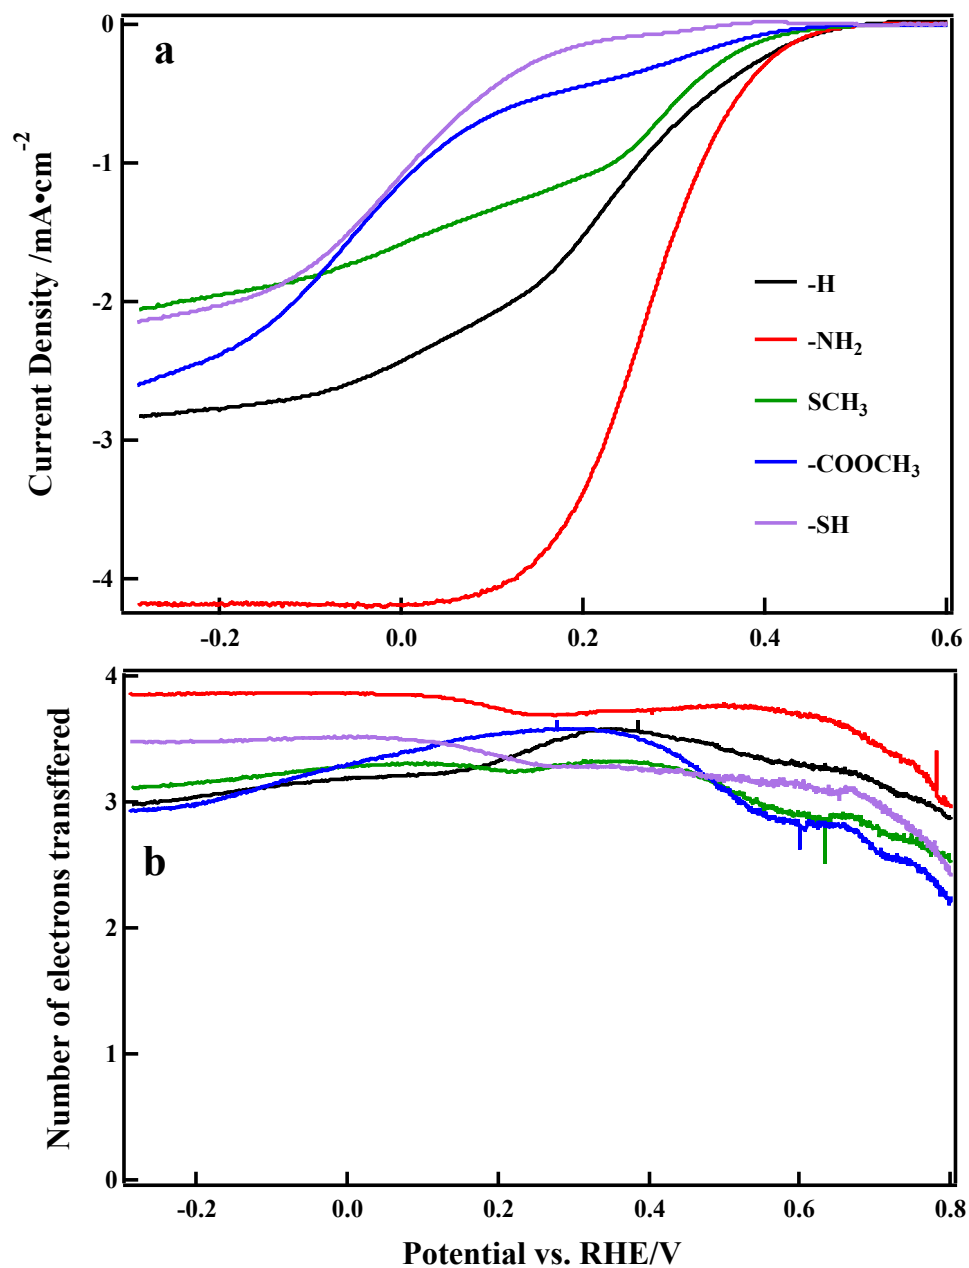 a
Current Density /mA•cm-2
0
-1
-2
-3
-4
-H
-NH2
SCH3
-COOCH3
-SH
-0.2 0.0 0.2 0.4 0.6
b
Number of electrons transffered
4
3
2
1
0
-0.2 0.0 0.2 0.4 0.6 0.8
Potential vs. RHE/V